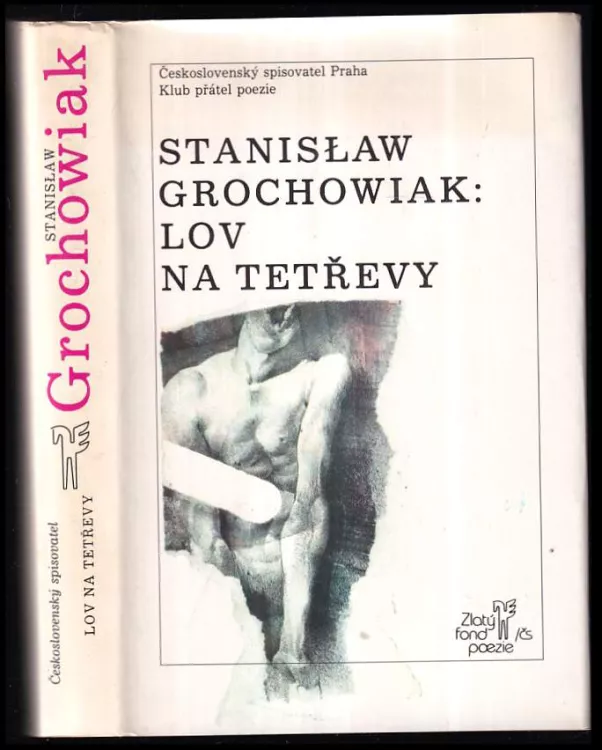 STANISŁAW
Grochowiak
Československý spisovatel
LOV NA TETŘEVY
Československý spisovatel Praha
Klub přátel poezie
STANISŁAW
GROCHOWIAK:
LOV
NA TETŘEVY
Zlatý
fond /čs
poezie